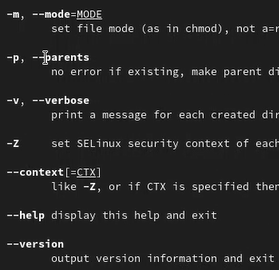 -m, --mode=MODE
set file mode (as in chmod), not a=r
-p, --parents
no error if existing, make parent di
-v, --verbose
print a message for each created dir
-Z set SELinux security context of each
--context[=CTX]
like -Z, or if CTX is specified then
--help display this help and exit
--version
output version information and exit